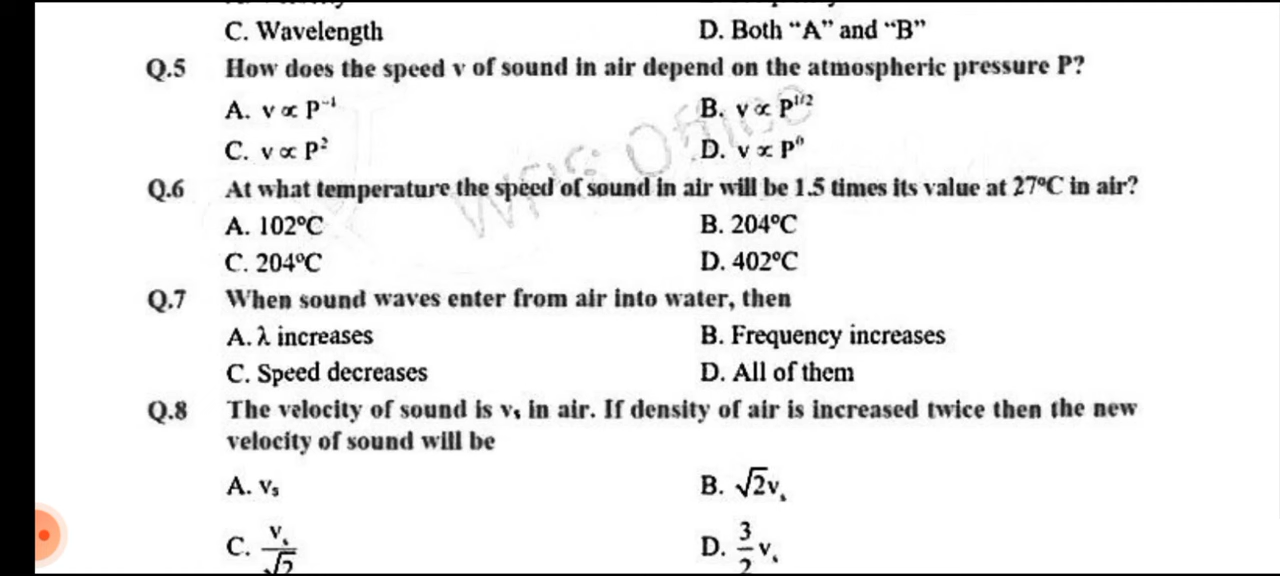 C. Wavelength D. Both “A” and “B”
Q.5 How does the speed v of sound in air depend on the atmospheric pressure P?
A. v ∝ P⁻¹ B. v ∝ P^{1/2}
C. v ∝ P² D. v ∝ P⁰
WPS Office
Q.6 At what temperature the speed of sound in air will be 1.5 times its value at 27°C in air?
A. 102°C B. 204°C
C. 204°C D. 402°C
Q.7 When sound waves enter from air into water, then
A. λ increases B. Frequency increases
C. Speed decreases D. All of them
Q.8 The velocity of sound is vₛ in air. If density of air is increased twice then the new
velocity of sound will be
A. vₛ B. √2vₛ
C. vₛ/√2 D. 3/2 vₛ